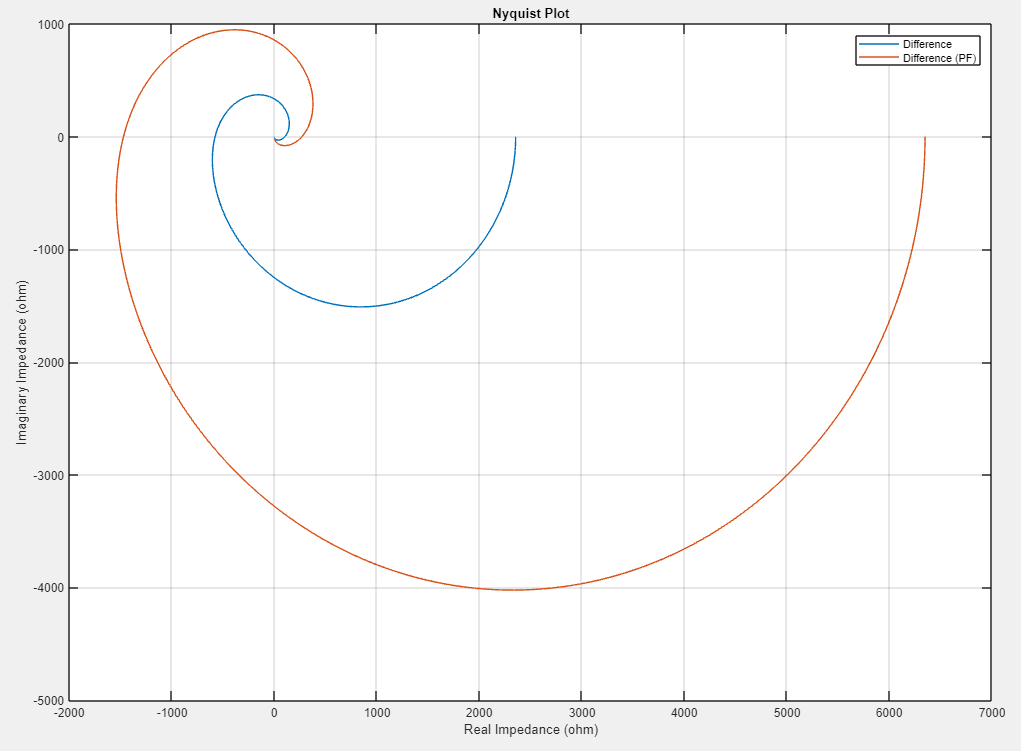 Nyquist Plot
Difference
Difference (PF)
1000
0
-1000
-2000
-3000
-4000
-5000
Imaginary Impedance (ohm)
-2000 -1000 0 1000 2000 3000 4000 5000 6000 7000
Real Impedance (ohm)